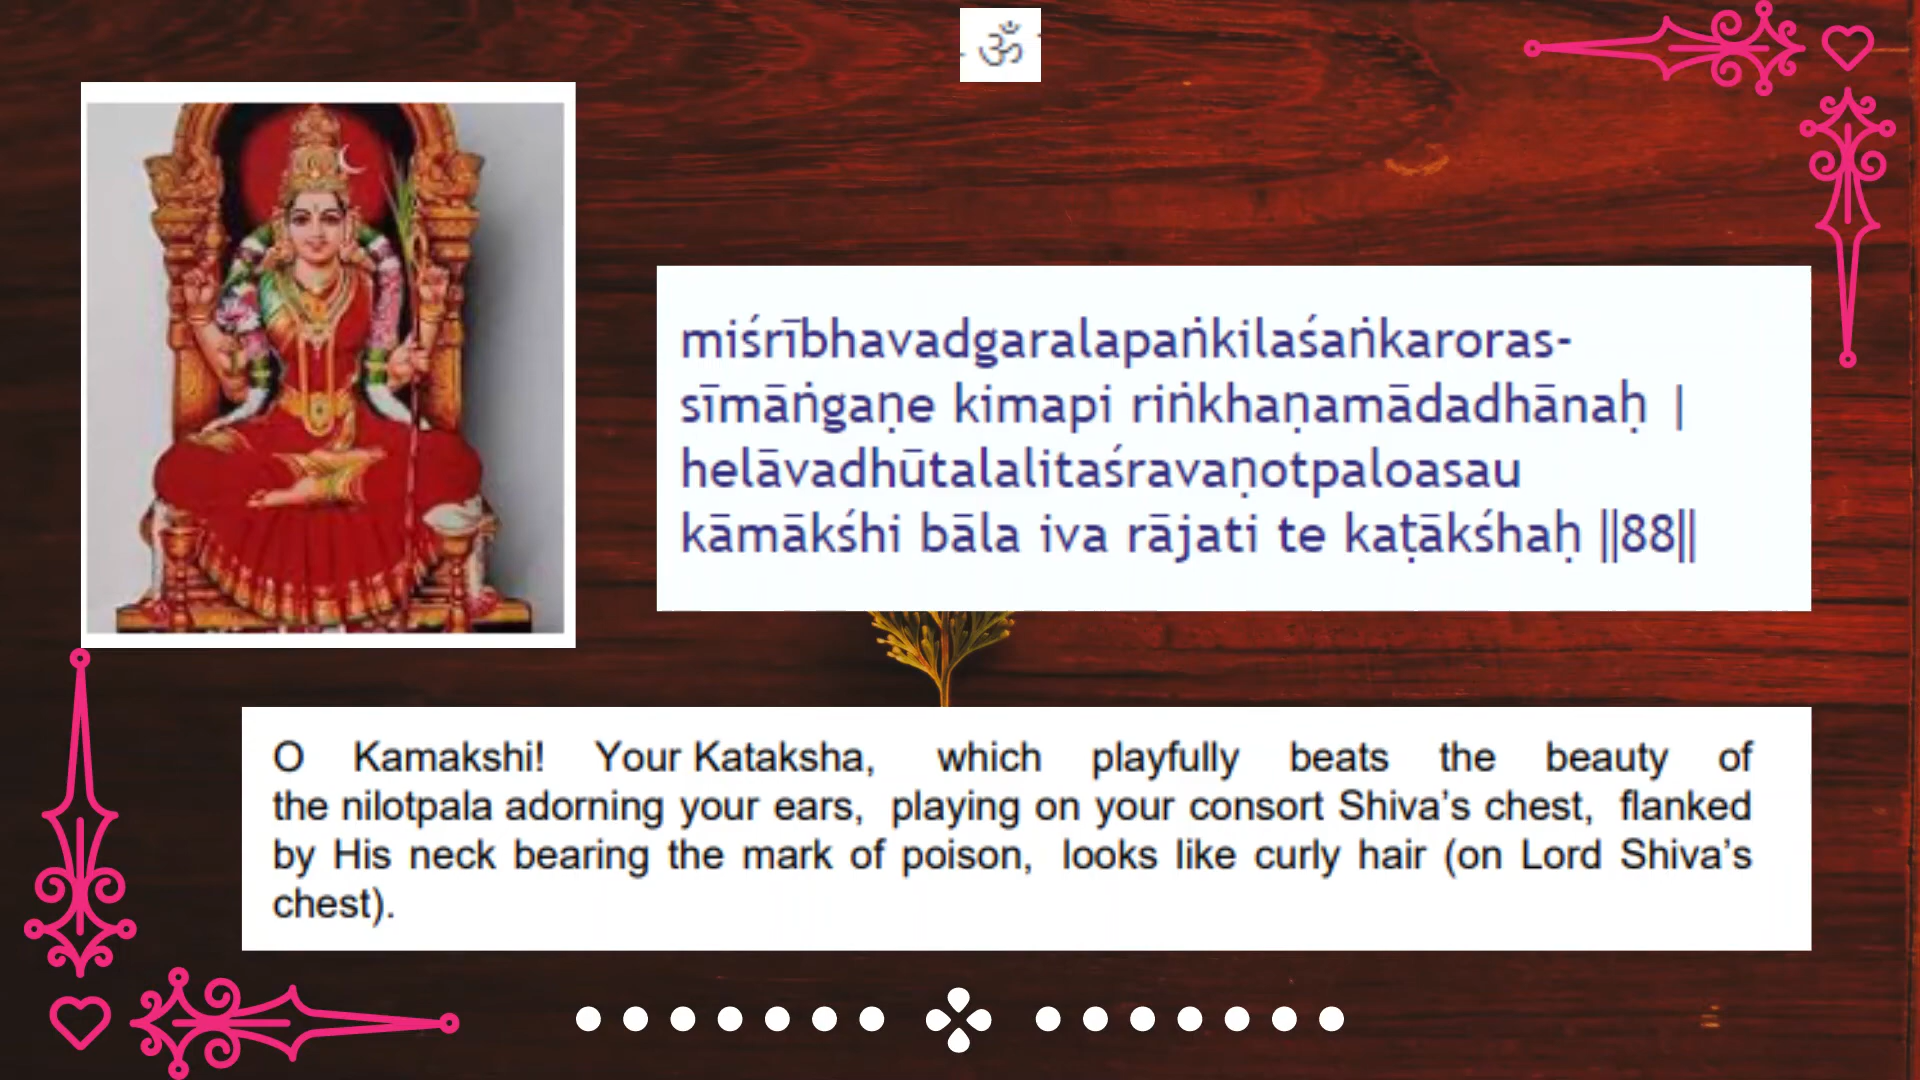 ॐ
miśrībhavadgaralapaṅkilaśaṅkaroras-
sīmāṅgaṇe kimapi riṅkhaṇamādadhānaḥ |
helāvadhūtalalitaśravaṇotpaloasau
kāmākśhi bāla iva rājati te kaṭākśhaḥ ||88||
O Kamakshi! Your Kataksha, which playfully beats the beauty of
the nilotpala adorning your ears, playing on your consort Shiva’s chest, flanked
by His neck bearing the mark of poison, looks like curly hair (on Lord Shiva’s
chest).